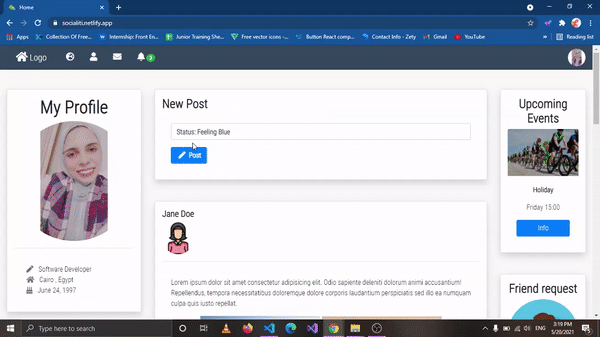 Home
socialiti.netlify.app
Apps
Collection Of Free...
Internship: Front En...
Junior Training She...
Free vector icons -...
Button React comp...
Contact Info - Zety
Gmail
YouTube
Reading list
Logo
3
My Profile
Software Developer
Cairo , Egypt
June 24, 1997
New Post
Status: Feeling Blue
Post
Jane Doe
Lorem ipsum dolor sit amet consectetur adipisicing elit. Odio sapiente deleniti dolorum animi accusantium!
Repellendus, tempora necessitatibus doloremque dolore corporis laudantium perspiciatis sed illo ea numquam
culpa quis iusto repellat.
Upcoming
Events
Holiday
Friday 15:00
Info
Friend request
Type here to search
ENG
3:19 PM
5/20/2021